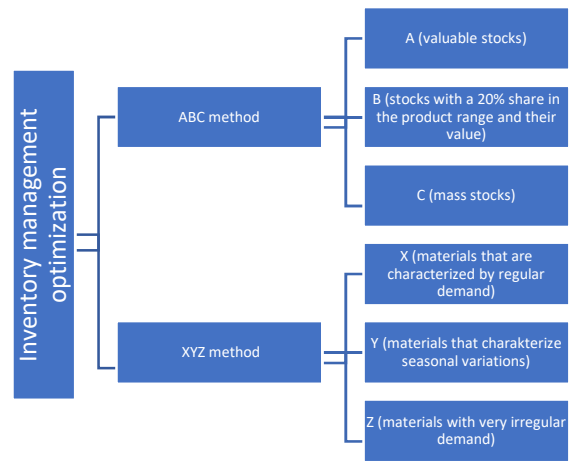 Inventory management
optimization
ABC method
A (valuable stocks)
B (stocks with a 20% share in
the product range and their
value)
C (mass stocks)
XYZ method
X (materials that are
characterized by regular
demand)
Y (materials that charakterize
seasonal variations)
Z (materials with very irregular
demand)